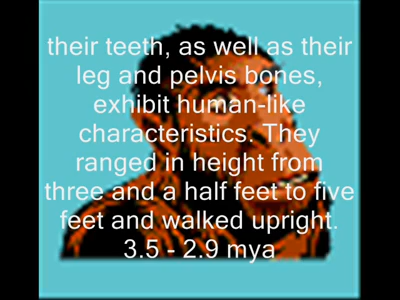 their teeth, as well as their
leg and pelvis bones,
exhibit human-like
characteristics. They
ranged in height from
three and a half feet to five
feet and walked upright.
3.5 - 2.9 mya